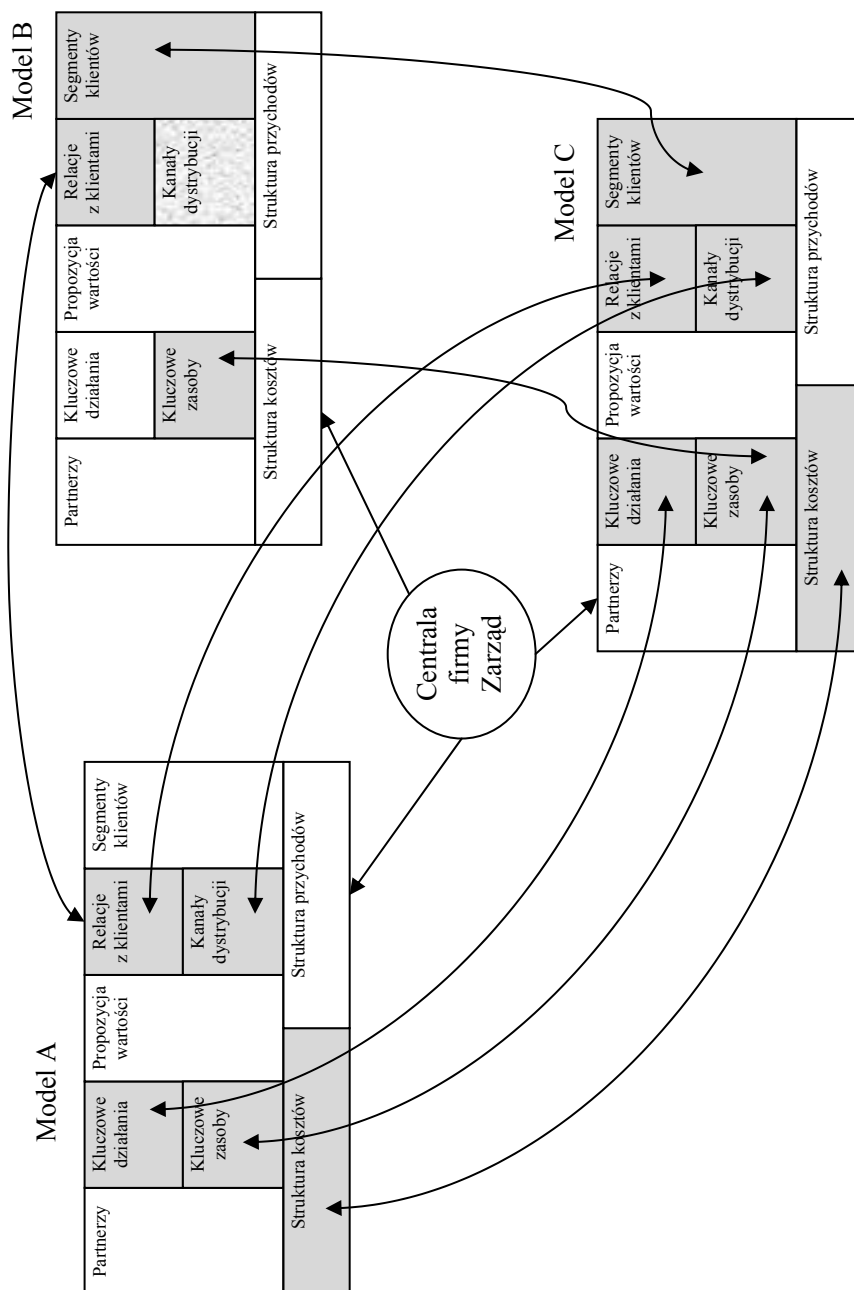 Model A
Partnerzy
Kluczowe
działania
Kluczowe
zasoby
Propozycja
wartości
Relacje
z klientami
Kanały
dystrybucji
Segmenty
klientów
Struktura kosztów
Struktura przychodów
Model B
Partnerzy
Kluczowe
działania
Kluczowe
zasoby
Propozycja
wartości
Relacje
z klientami
Kanały
dystrybucji
Segmenty
klientów
Struktura kosztów
Struktura przychodów
Centrala
firmy
Zarząd
Model C
Partnerzy
Kluczowe
działania
Kluczowe
zasoby
Propozycja
wartości
Relacje
z klientami
Kanały
dystrybucji
Segmenty
klientów
Struktura kosztów
Struktura przychodów